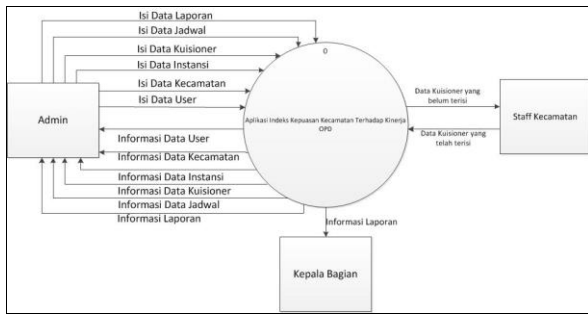 Isi Data Laporan
Isi Data Jadwal
Isi Data Kuisioner
Isi Data Instansi
Isi Data Kecamatan
Isi Data User
Admin
Informasi Data User
Informasi Data Kecamatan
Informasi Data Instansi
Informasi Data Kuisioner
Informasi Data Jadwal
Informasi Laporan
0
Aplikasi Indeks Kepuasan Kecamatan Terhadap Kinerja
OPD
Data Kuisioner yang
belum terisi
Data Kuisioner yang
telah terisi
Staff Kecamatan
Informasi Laporan
Kepala Bagian